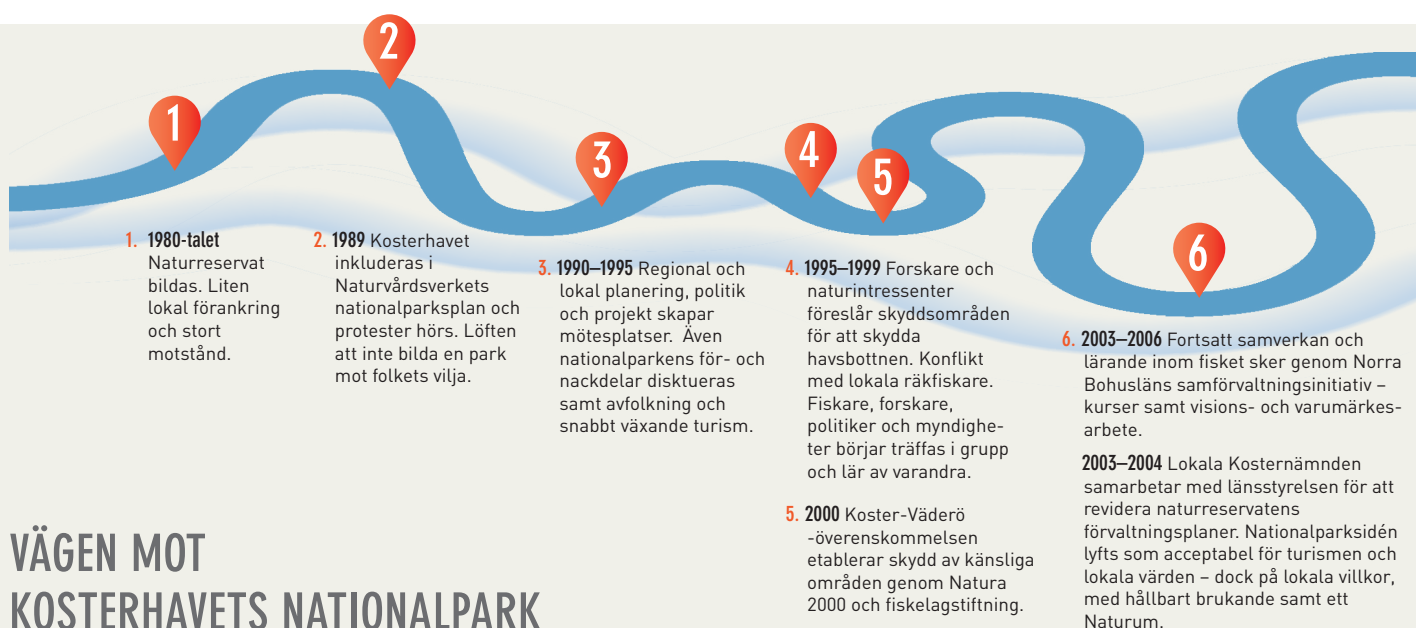 1
2
3
4
5
6
1. 1980-talet
Naturreservat
bildas. Liten
lokal förankring
och stort
motstånd.
2. 1989 Kosterhavet
inkluderas i
Naturvårdsverkets
nationalparksplan och
protester hörs. Löften
att inte bilda en park
mot folkets vilja.
3. 1990–1995 Regional och
lokal planering, politik
och projekt skapar
mötesplatser. Även
nationalparkens för- och
nackdelar disktueras
samt avfolkning och
snabbt växande turism.
4. 1995–1999 Forskare och
naturintressenter
föreslår skyddsområden
för att skydda
havsbottnen. Konflikt
med lokala räkfiskare.
Fiskare, forskare,
politiker och myndighe-
ter börjar träffas i grupp
och lär av varandra.
5. 2000 Koster-Väderö
-överenskommelsen
etablerar skydd av känsliga
områden genom Natura
2000 och fiskelagstiftning.
6. 2003–2006 Fortsatt samverkan och
lärande inom fisket sker genom Norra
Bohusläns samförvaltningsinitiativ –
kurser samt visions- och varumärkes-
arbete.
2003–2004 Lokala Kosternämnden
samarbetar med länsstyrelsen för att
revidera naturreservatens
förvaltningsplaner. Nationalparksidén
lyfts som acceptabel för turismen och
lokala värden – dock på lokala villkor,
med hållbart brukande samt ett
Naturum.
VÄGEN MOT
KOSTERHAVETS NATIONALPARK